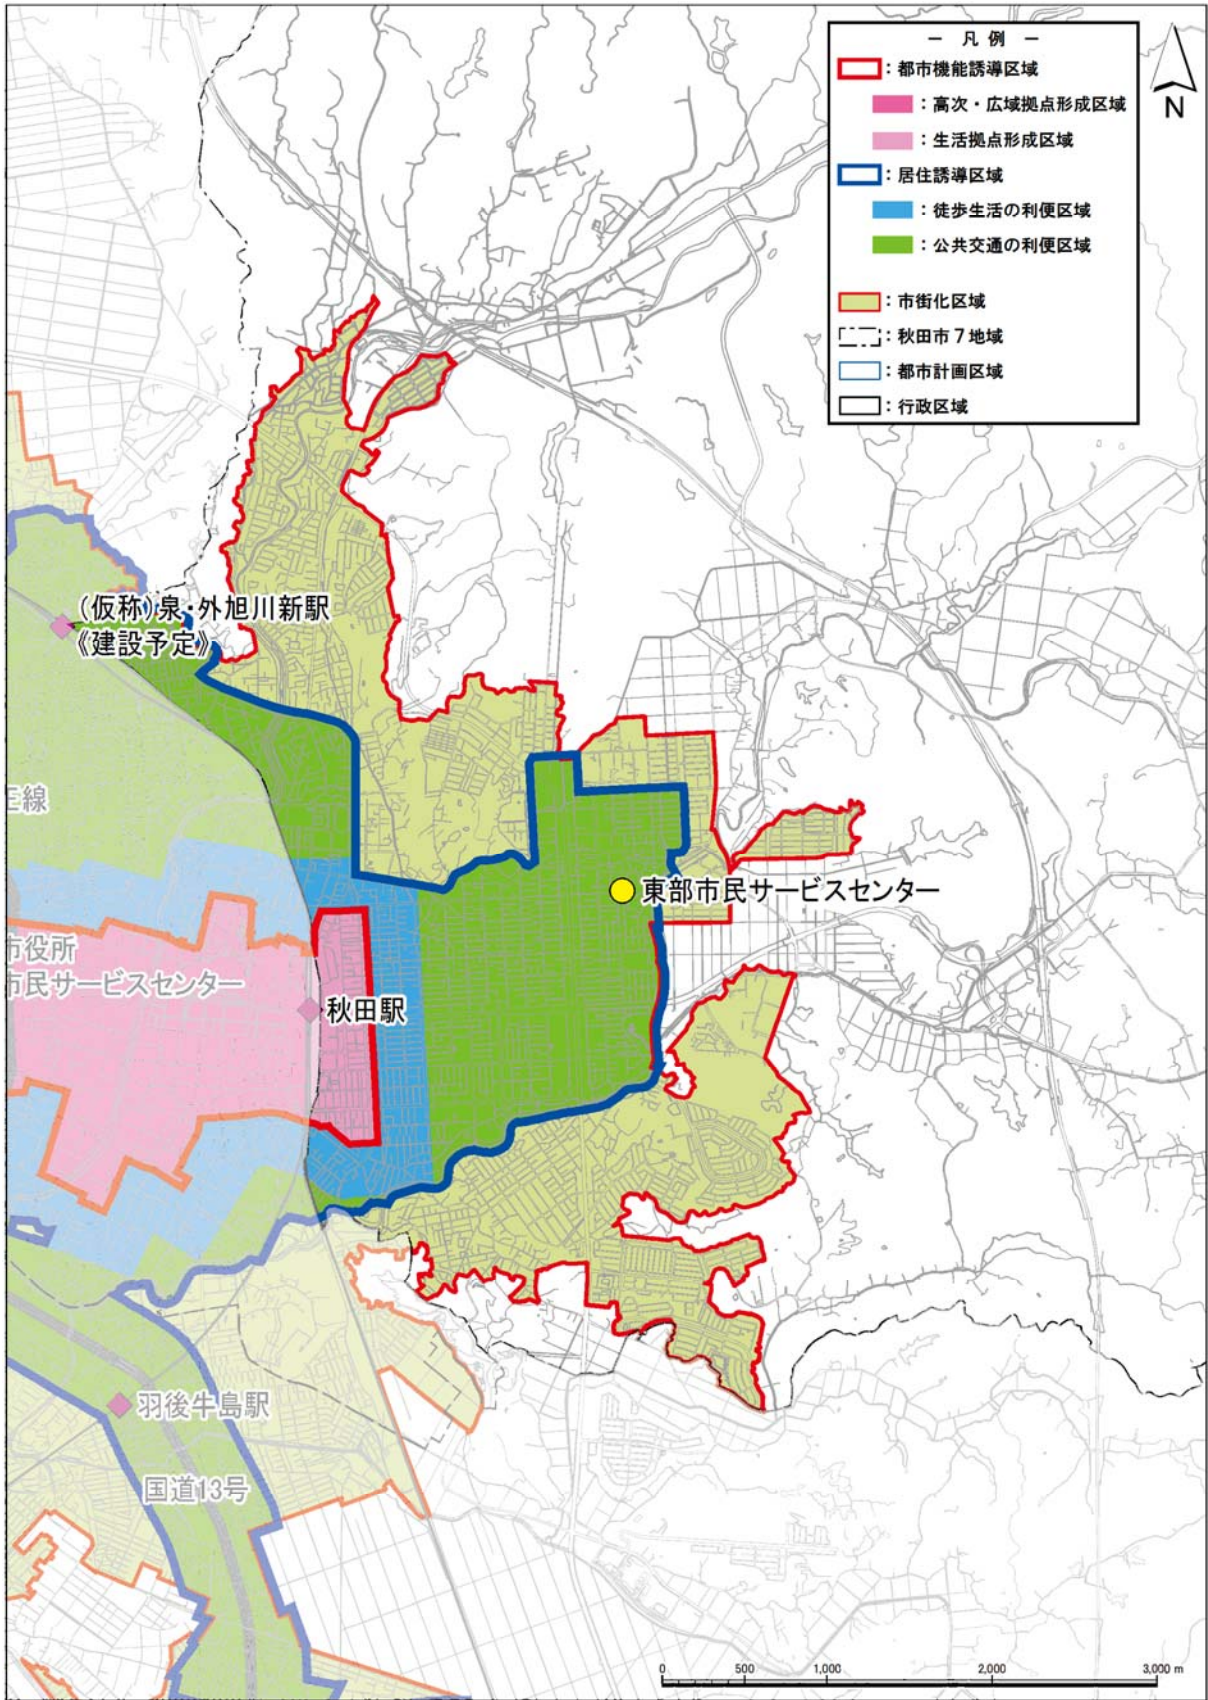 ― 凡 例 ―
：都市機能誘導区域
：高次・広域拠点形成区域
：生活拠点形成区域
：居住誘導区域
：徒歩生活の利便区域
：公共交通の利便区域
：市街化区域
：秋田市７地域
：都市計画区域
：行政区域
N
（仮称）泉・外旭川新駅
《建設予定》
線
東部市民サービスセンター
市役所
市民サービスセンター
秋田駅
羽後牛島駅
国道13号
0 500 1,000 2,000 3,000 m